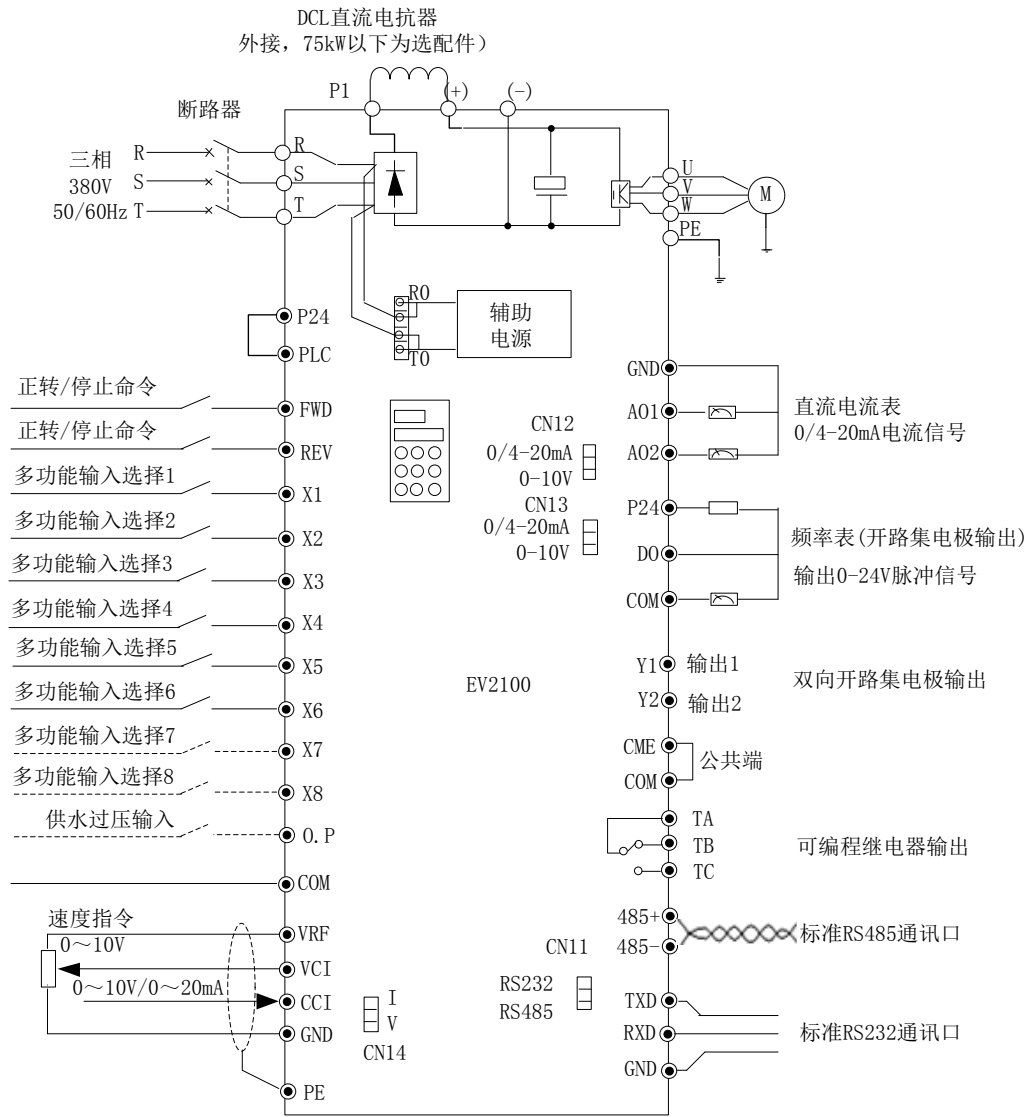 DCL直流电抗器
外接，75kW以下为选配件）
P1
(+)
(-)
断路器
三相
380V
50/60Hz
R
S
T
R
S
T
U
V
W
M
PE
R0
T0
辅助
电源
P24
PLC
正转/停止命令
FWD
正转/停止命令
REV
多功能输入选择1
X1
多功能输入选择2
X2
多功能输入选择3
X3
多功能输入选择4
X4
多功能输入选择5
X5
多功能输入选择6
X6
多功能输入选择7
X7
多功能输入选择8
X8
供水过压输入
O.P
COM
速度指令
0～10V
VRF
VCI
0～10V/0～20mA
CCI
GND
PE
I
V
CN14
CN12
0/4-20mA
0-10V
CN13
0/4-20mA
0-10V
EV2100
CN11
RS232
RS485
GND
AO1
AO2
直流电流表
0/4-20mA电流信号
P24
DO
COM
频率表(开路集电极输出)
输出0-24V脉冲信号
Y1
输出1
Y2
输出2
双向开路集电极输出
CME
COM
公共端
TA
TB
TC
可编程继电器输出
485+
485-
标准RS485通讯口
TXD
RXD
GND
标准RS232通讯口